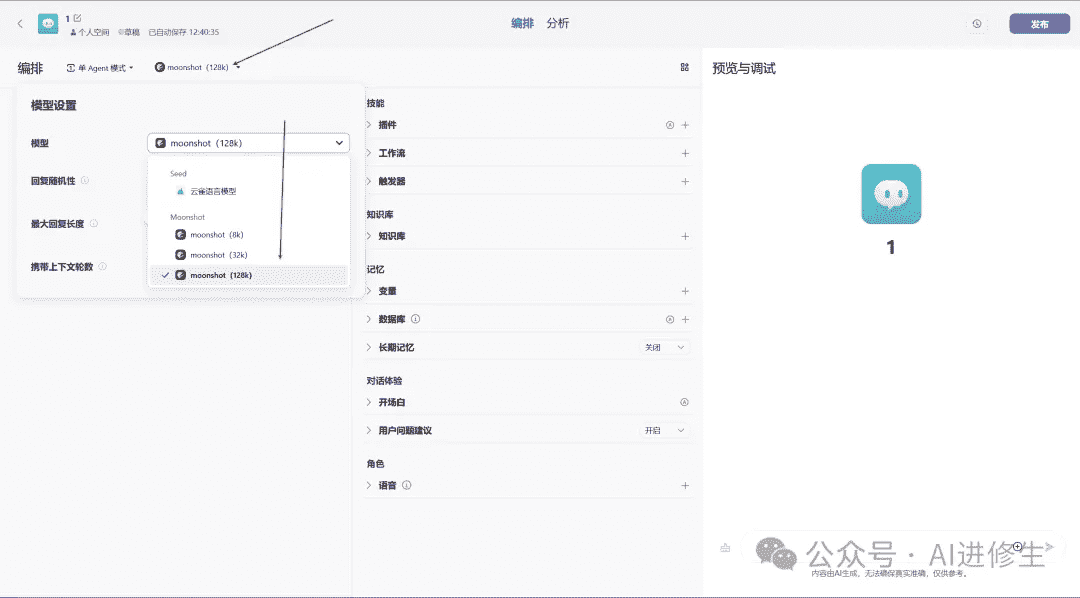 1
个人空间 草稿 已自动保存 12:40:35
编排 分析
发布
编排 单 Agent 模式 moonshot (128k)
模型设置
模型 moonshot (128k)
回复随机性
最大回复长度
携带上下文轮数
Seed
云雀语言模型
Moonshot
moonshot (8k)
moonshot (32k)
moonshot (128k)
技能
插件
工作流
触发器
知识库
知识库
记忆
变量
数据库
长期记忆 关闭
对话体验
开场白
用户问题建议 开启
角色
语音
预览与调试
1
公众号 · AI进修生
内容由AI生成，无法确保真实准确，仅供参考。